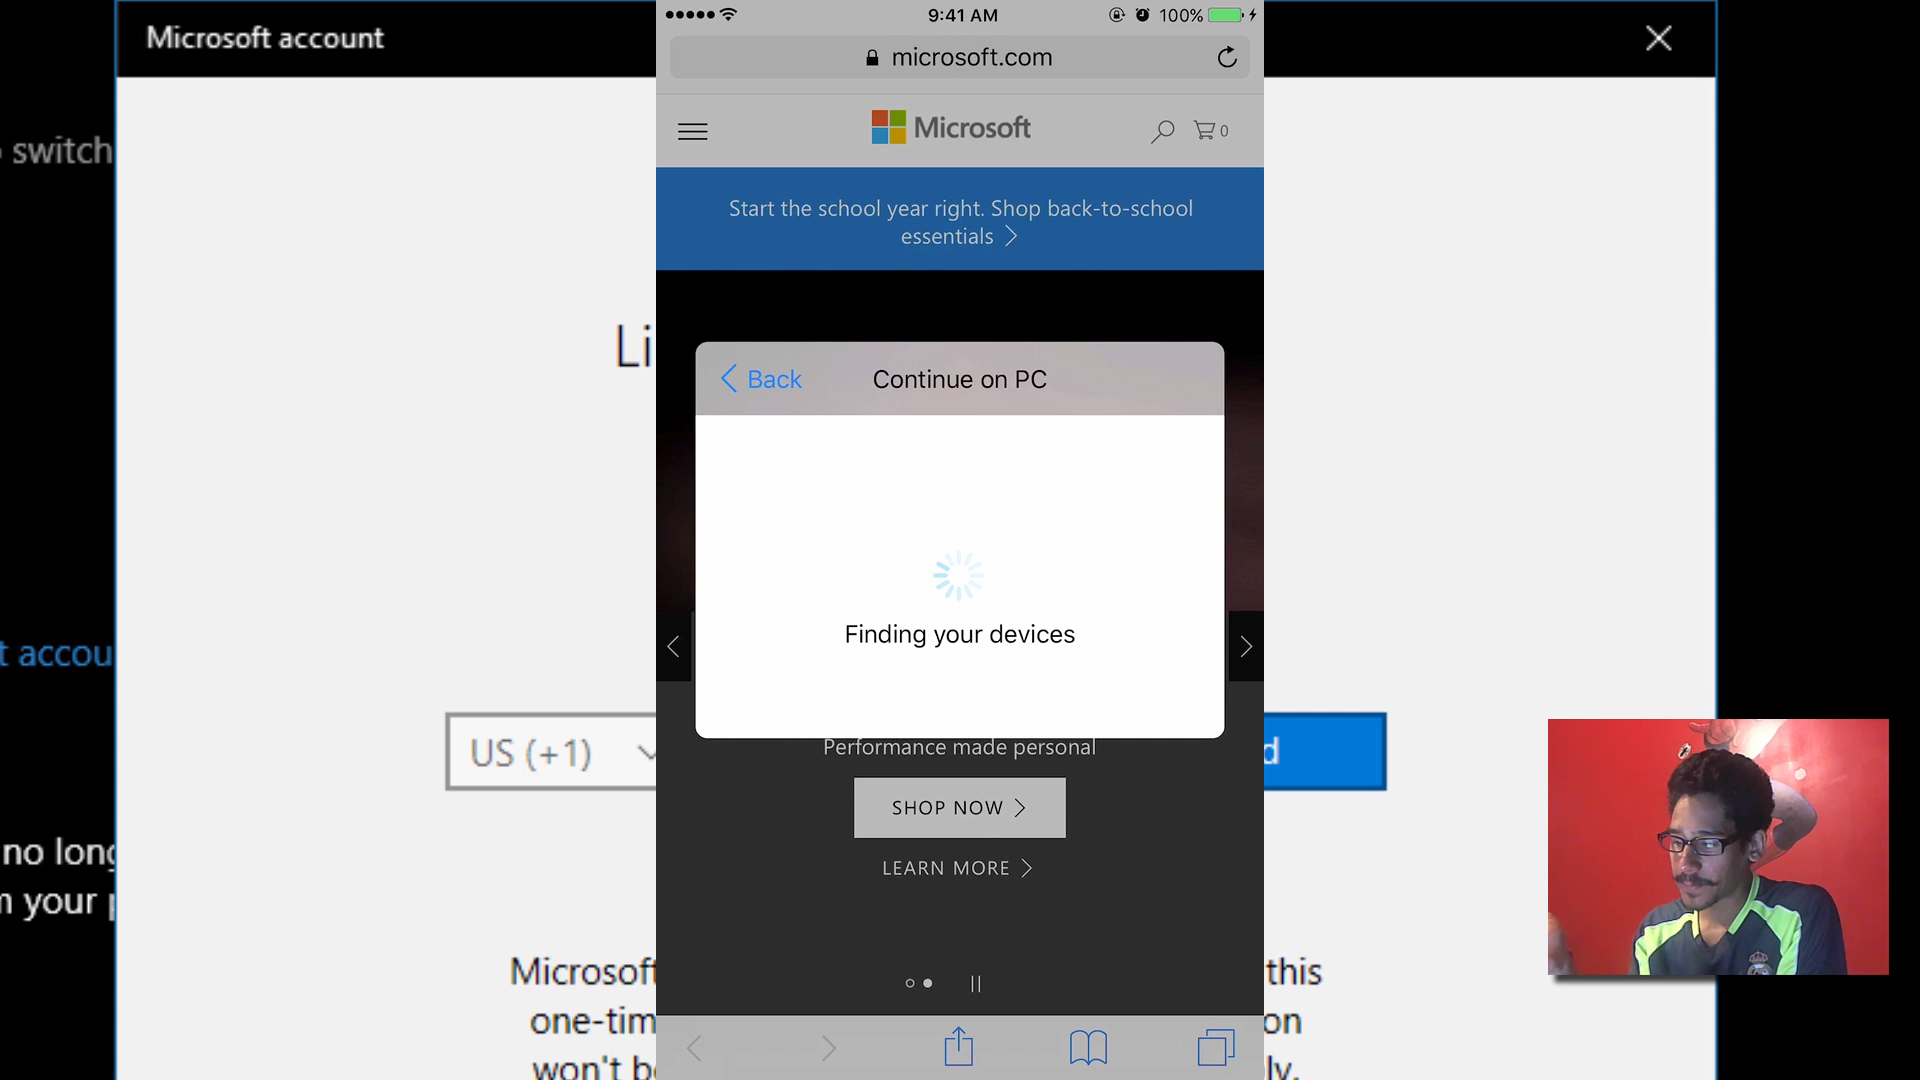 Microsoft account
9:41 AM
100%
microsoft.com
Microsoft
0
switch
Start the school year right. Shop back-to-school
essentials
Li
Back
Continue on PC
Finding your devices
t accou
US (+1)
d
Performance made personal
SHOP NOW
LEARN MORE
no long
m your p
Microsoft
this
one-tim
on
won't be
ly.